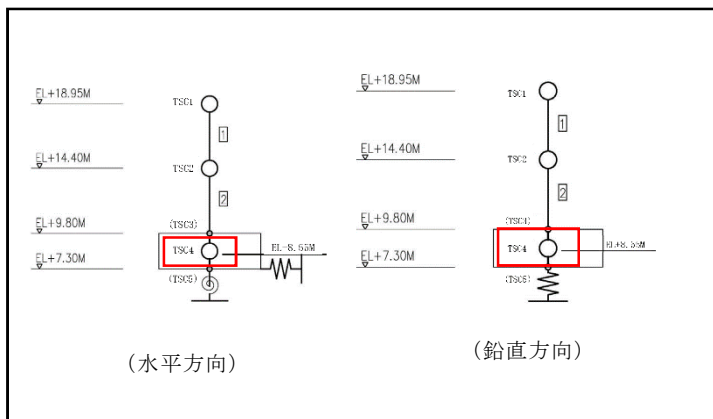 EL+18.95M
TSC1
1
EL+14.40M
TSC2
2
EL+9.80M
(TSC3)
TSC4
EL+8.55M
EL+7.30M
(TSC5)
(水平方向)
EL+18.95M
TSC1
1
EL+14.40M
TSC2
2
EL+9.80M
(TSC3)
TSC4
EL+8.55M
EL+7.30M
(TSC5)
(鉛直方向)